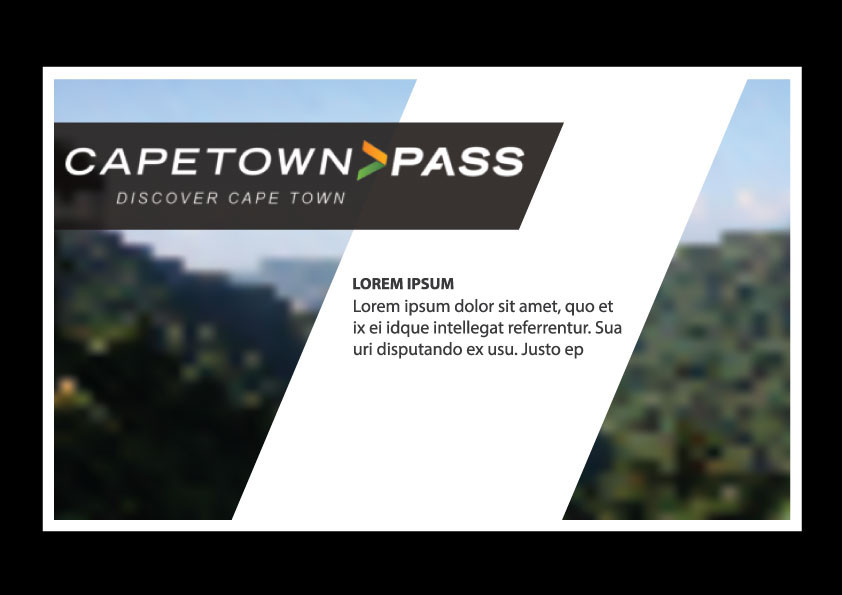 CAPETOWN PASS
DISCOVER CAPE TOWN
LOREM IPSUM
Lorem ipsum dolor sit amet, quo et
ix ei idque intellegat referrentur. Sua
uri disputando ex usu. Justo ep